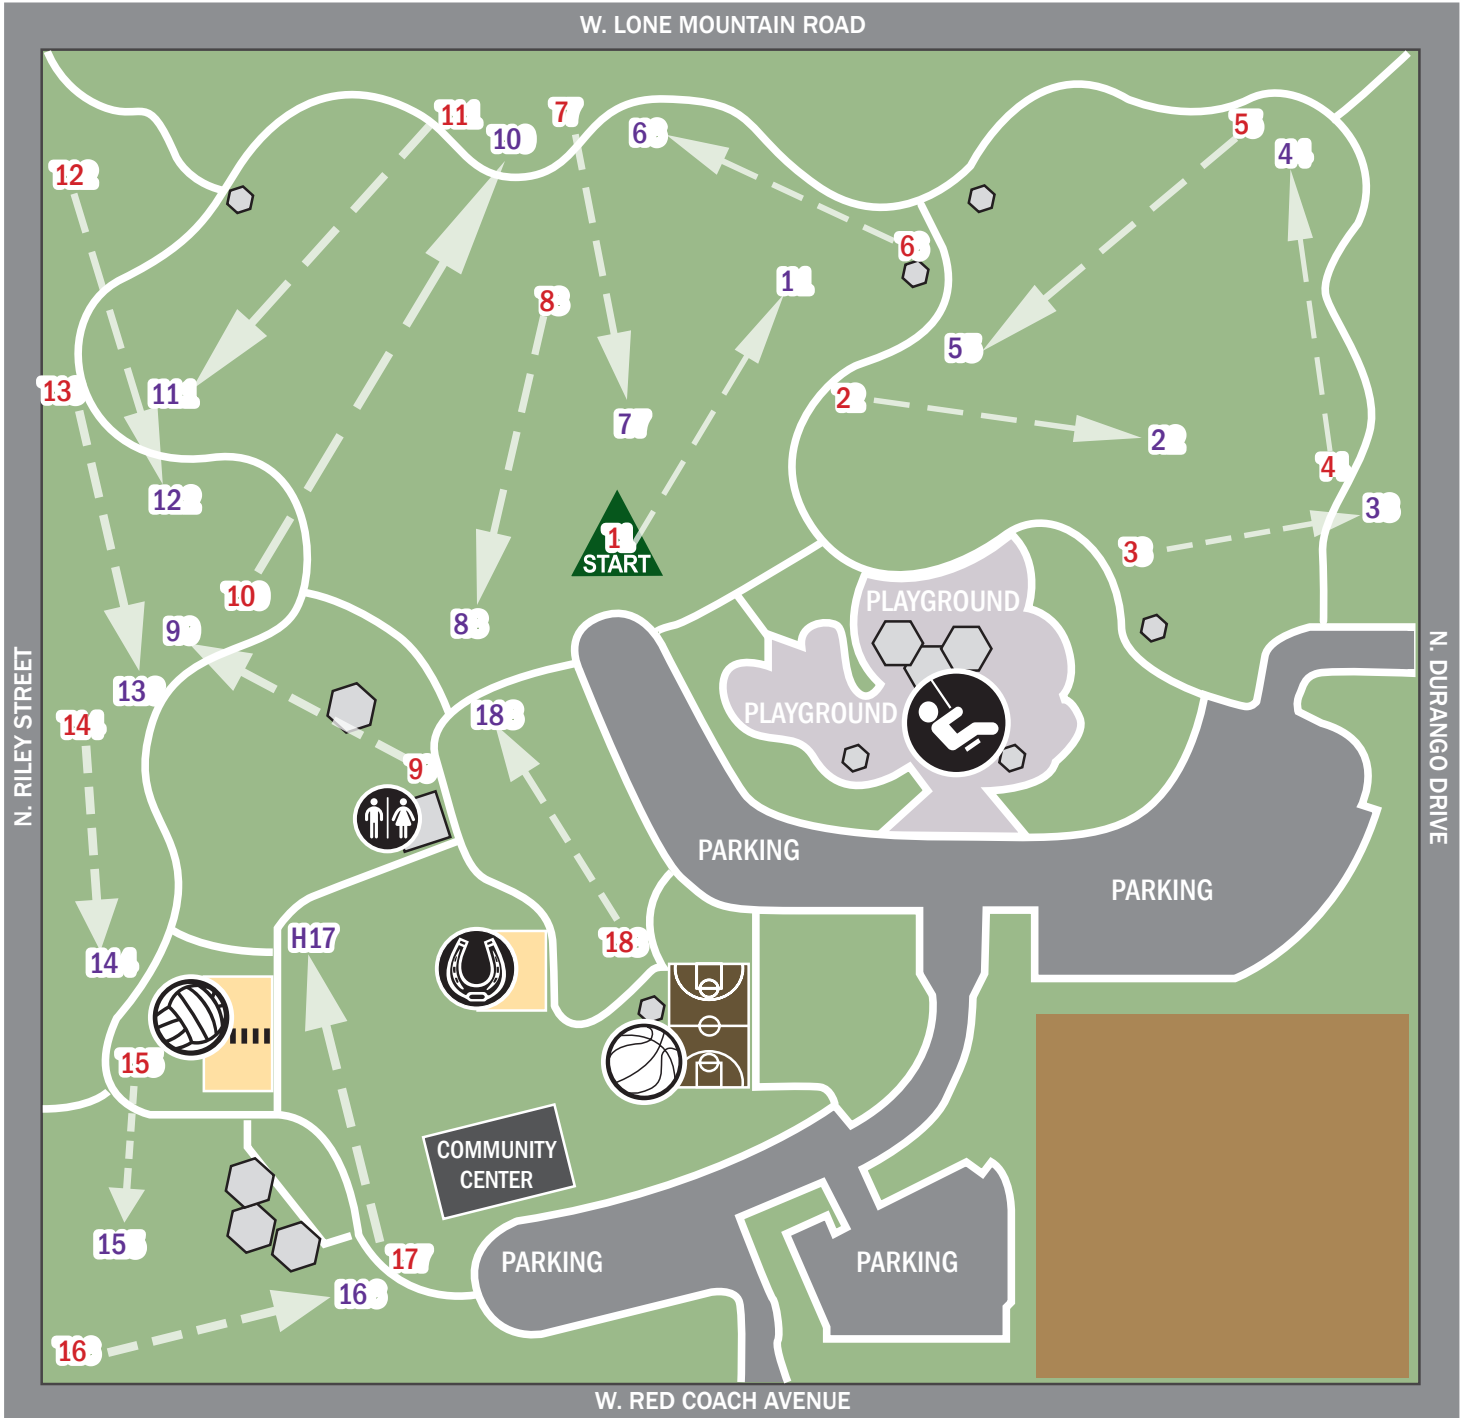 W. LONE MOUNTAIN ROAD
11
7
10
6
5
4
12
6
1
8
5
13
11
2
7
2
4
12
3
1
START
3
10
PLAYGROUND
8
9
13
18
PLAYGROUND
14
9
N. RILEY STREET
N. DURANGO DRIVE
PARKING
PARKING
H17
18
14
15
COMMUNITY
CENTER
15
17
PARKING
PARKING
16
16
W. RED COACH AVENUE